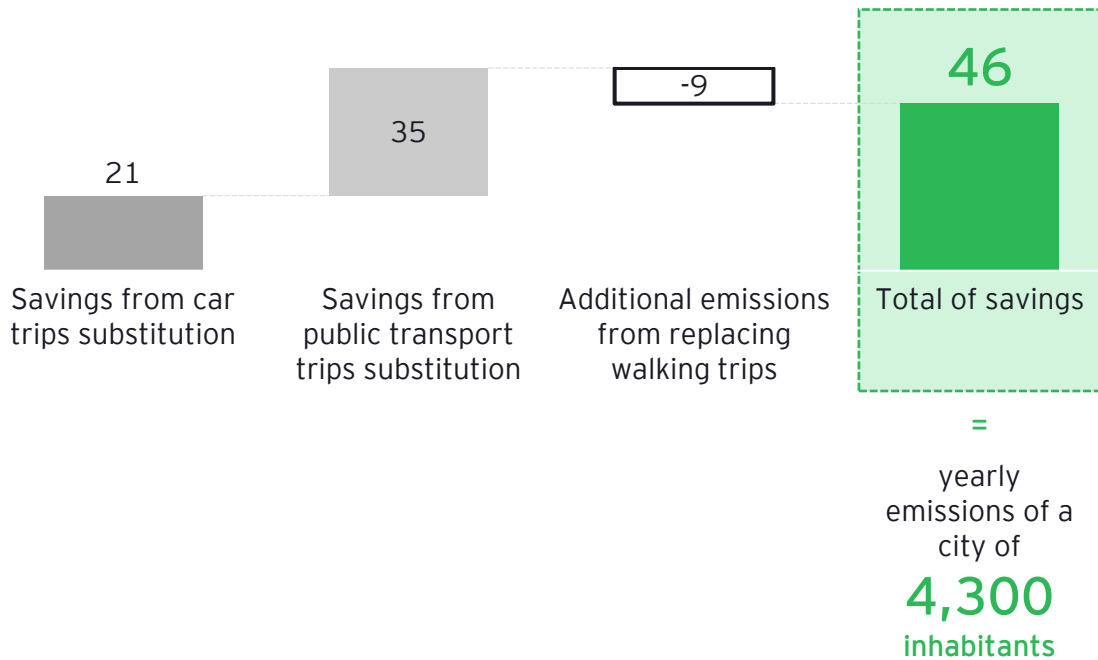 21
35
-9
46
Savings from car
trips substitution
Savings from
public transport
trips substitution
Additional emissions
from replacing
walking trips
Total of savings
=
yearly
emissions of a
city of
4,300
inhabitants